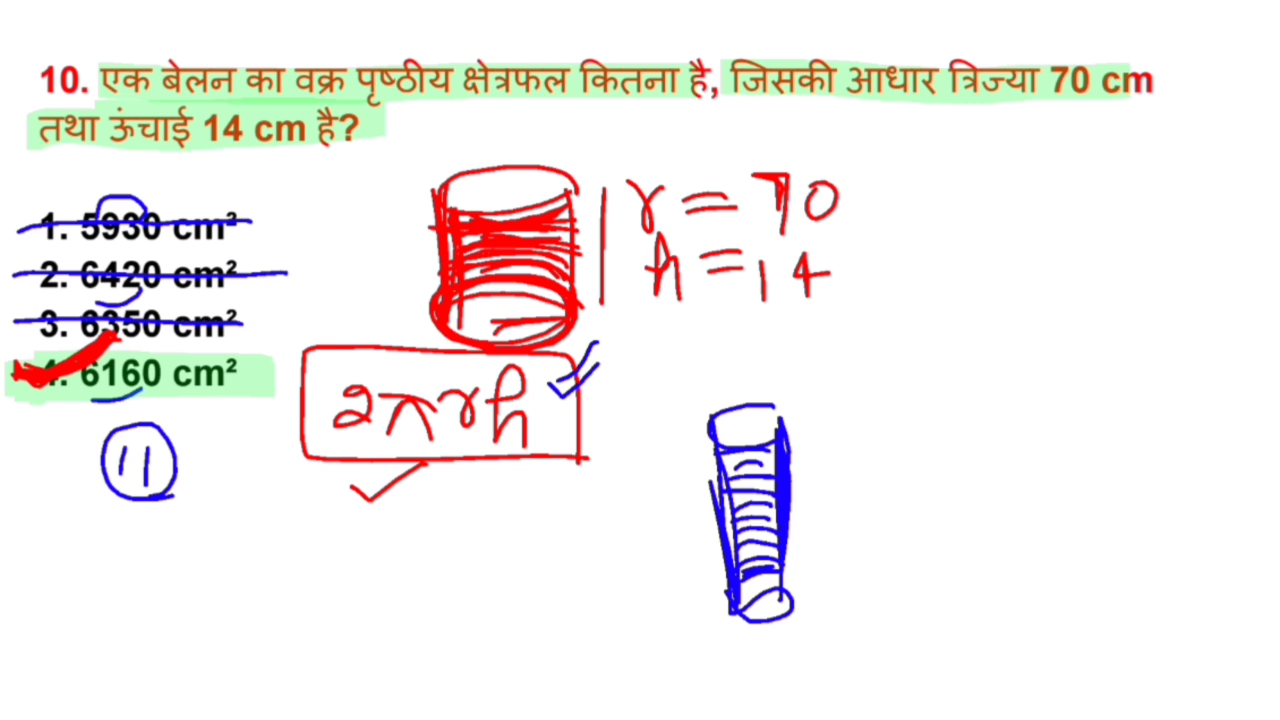 10. एक बेलन का वक्र पृष्ठीय क्षेत्रफल कितना है, जिसकी आधार त्रिज्या 70 cm
तथा ऊंचाई 14 cm है?
1. 5930 cm²
2. 6420 cm²
3. 6350 cm²
4. 6160 cm²
r = 70
h = 14
2πrh
11